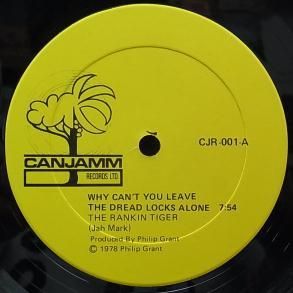 CJR-001-A
CANJAMM
RECORDS LTD.
WHY CAN'T YOU LEAVE
THE DREAD LOCKS ALONE 7:54
THE RANKIN TIGER
(Jah Mark)
Produced By Philip Grant
© 1978 Philip Grant